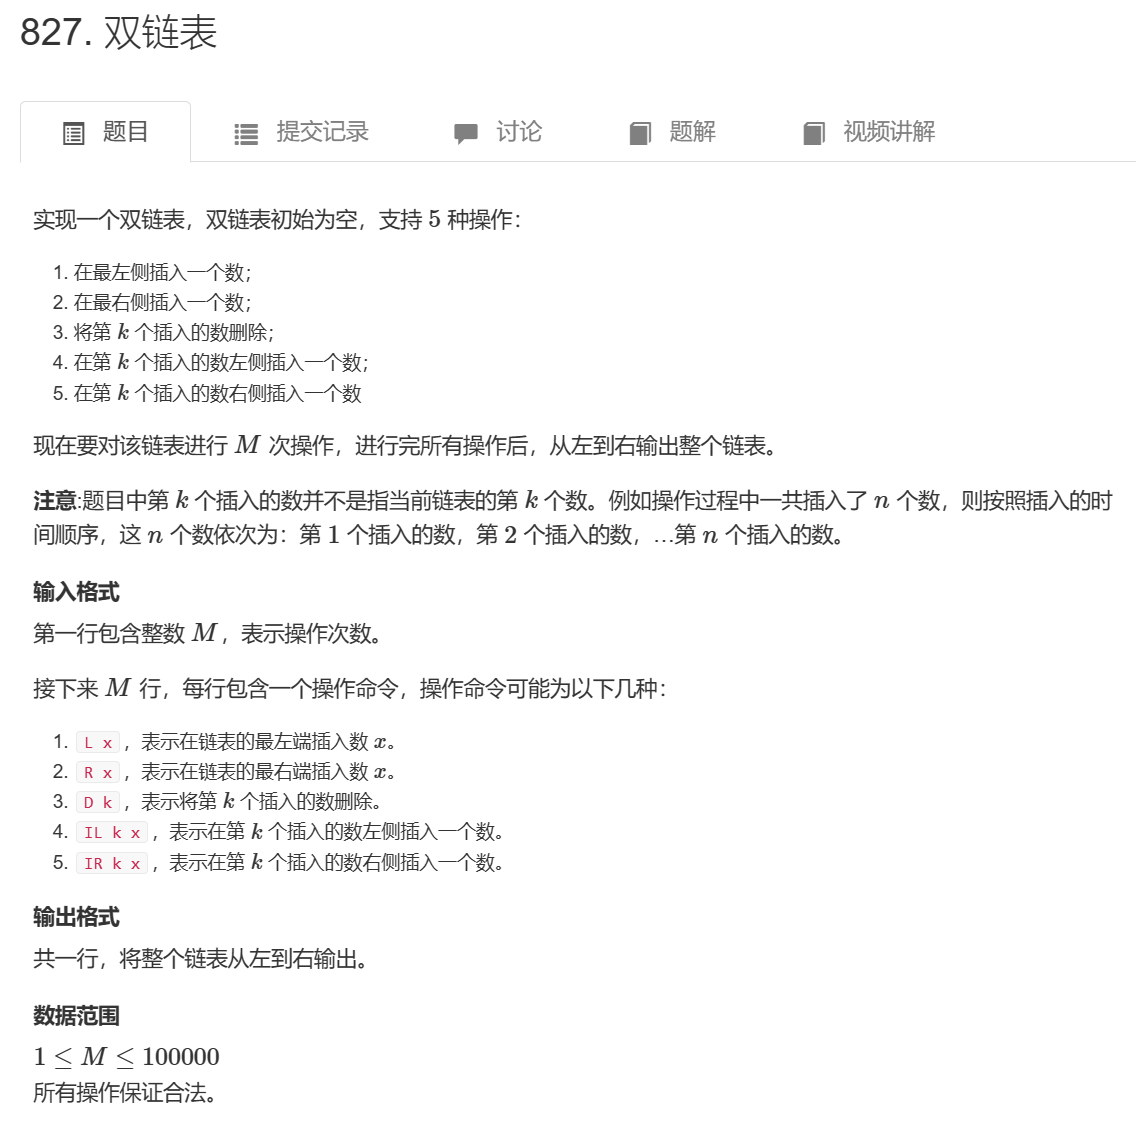 827. 双链表
题目 提交记录 讨论 题解 视频讲解
实现一个双链表，双链表初始为空，支持 5 种操作：
1. 在最左侧插入一个数；
2. 在最右侧插入一个数；
3. 将第 k 个插入的数删除；
4. 在第 k 个插入的数左侧插入一个数；
5. 在第 k 个插入的数右侧插入一个数
现在要对该链表进行 M 次操作，进行完所有操作后，从左到右输出整个链表。
注意:题目中第 k 个插入的数并不是指当前链表的第 k 个数。例如操作过程中一共插入了 n 个数，则按照插入的时
间顺序，这 n 个数依次为：第 1 个插入的数，第 2 个插入的数，…第 n 个插入的数。
输入格式
第一行包含整数 M，表示操作次数。
接下来 M 行，每行包含一个操作命令，操作命令可能为以下几种：
1. L x，表示在链表的最左端插入数 x。
2. R x，表示在链表的最右端插入数 x。
3. D k，表示将第 k 个插入的数删除。
4. IL k x，表示在第 k 个插入的数左侧插入一个数。
5. IR k x，表示在第 k 个插入的数右侧插入一个数。
输出格式
共一行，将整个链表从左到右输出。
数据范围
1 ≤ M ≤ 100000
所有操作保证合法。